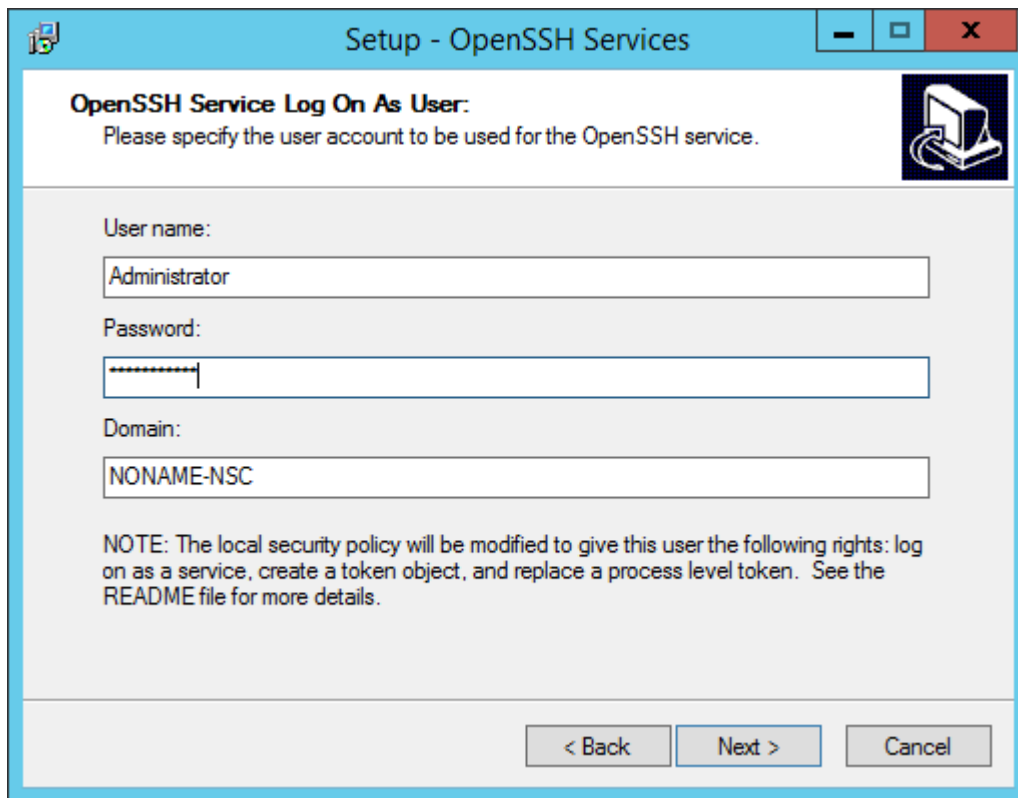 Setup - OpenSSH Services
OpenSSH Service Log On As User:
Please specify the user account to be used for the OpenSSH service.
User name:
Administrator
Password:
***********
Domain:
NONAME-NSC
NOTE: The local security policy will be modified to give this user the following rights: log
on as a service, create a token object, and replace a process level token. See the
README file for more details.
< Back
Next >
Cancel